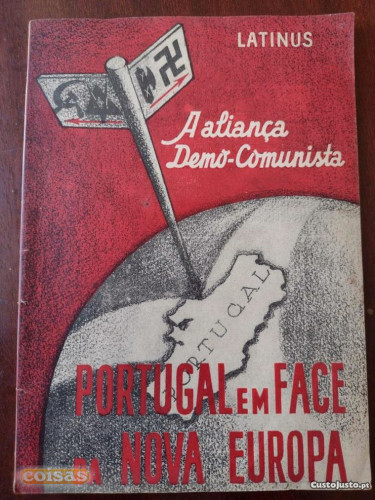 LATINUS
A aliança
Demo-Comunista
PORTUGAL
PORTUGAL EM FACE
DA NOVA EUROPA
coisas
CustoJusto.pt